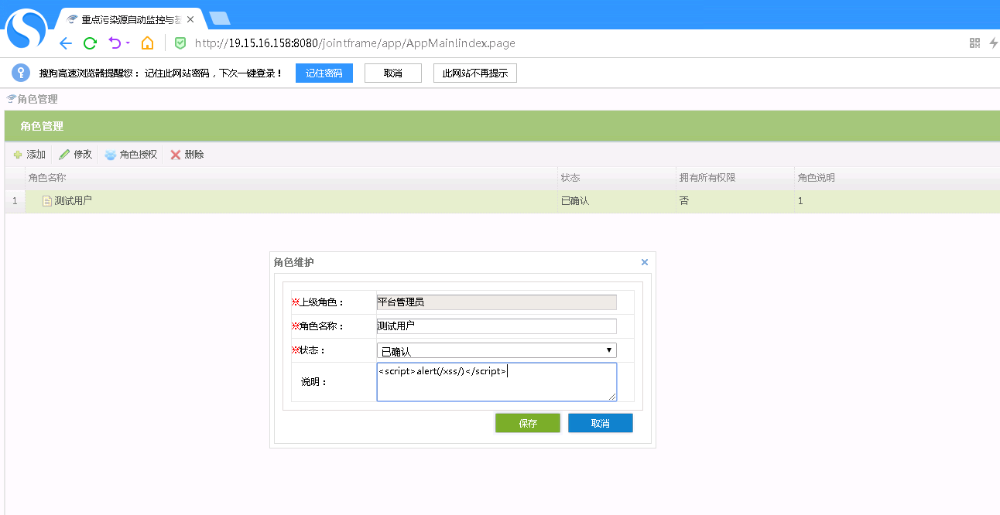 重点污染源自动监控与基
http://19.15.16.158:8080/jointframe/app/AppMain!index.page
搜狗高速浏览器提醒您：记住此网站密码，下次一键登录！ 记住密码 取消 此网站不再提示
角色管理
角色管理
添加 修改 角色授权 删除
角色名称 状态 拥有所有权限 角色说明
1 测试用户 已确认 否 1
角色维护
※上级角色： 平台管理员
※角色名称： 测试用户
※状态： 已确认
说明： <script>alert(/xss/)</script>
保存 取消